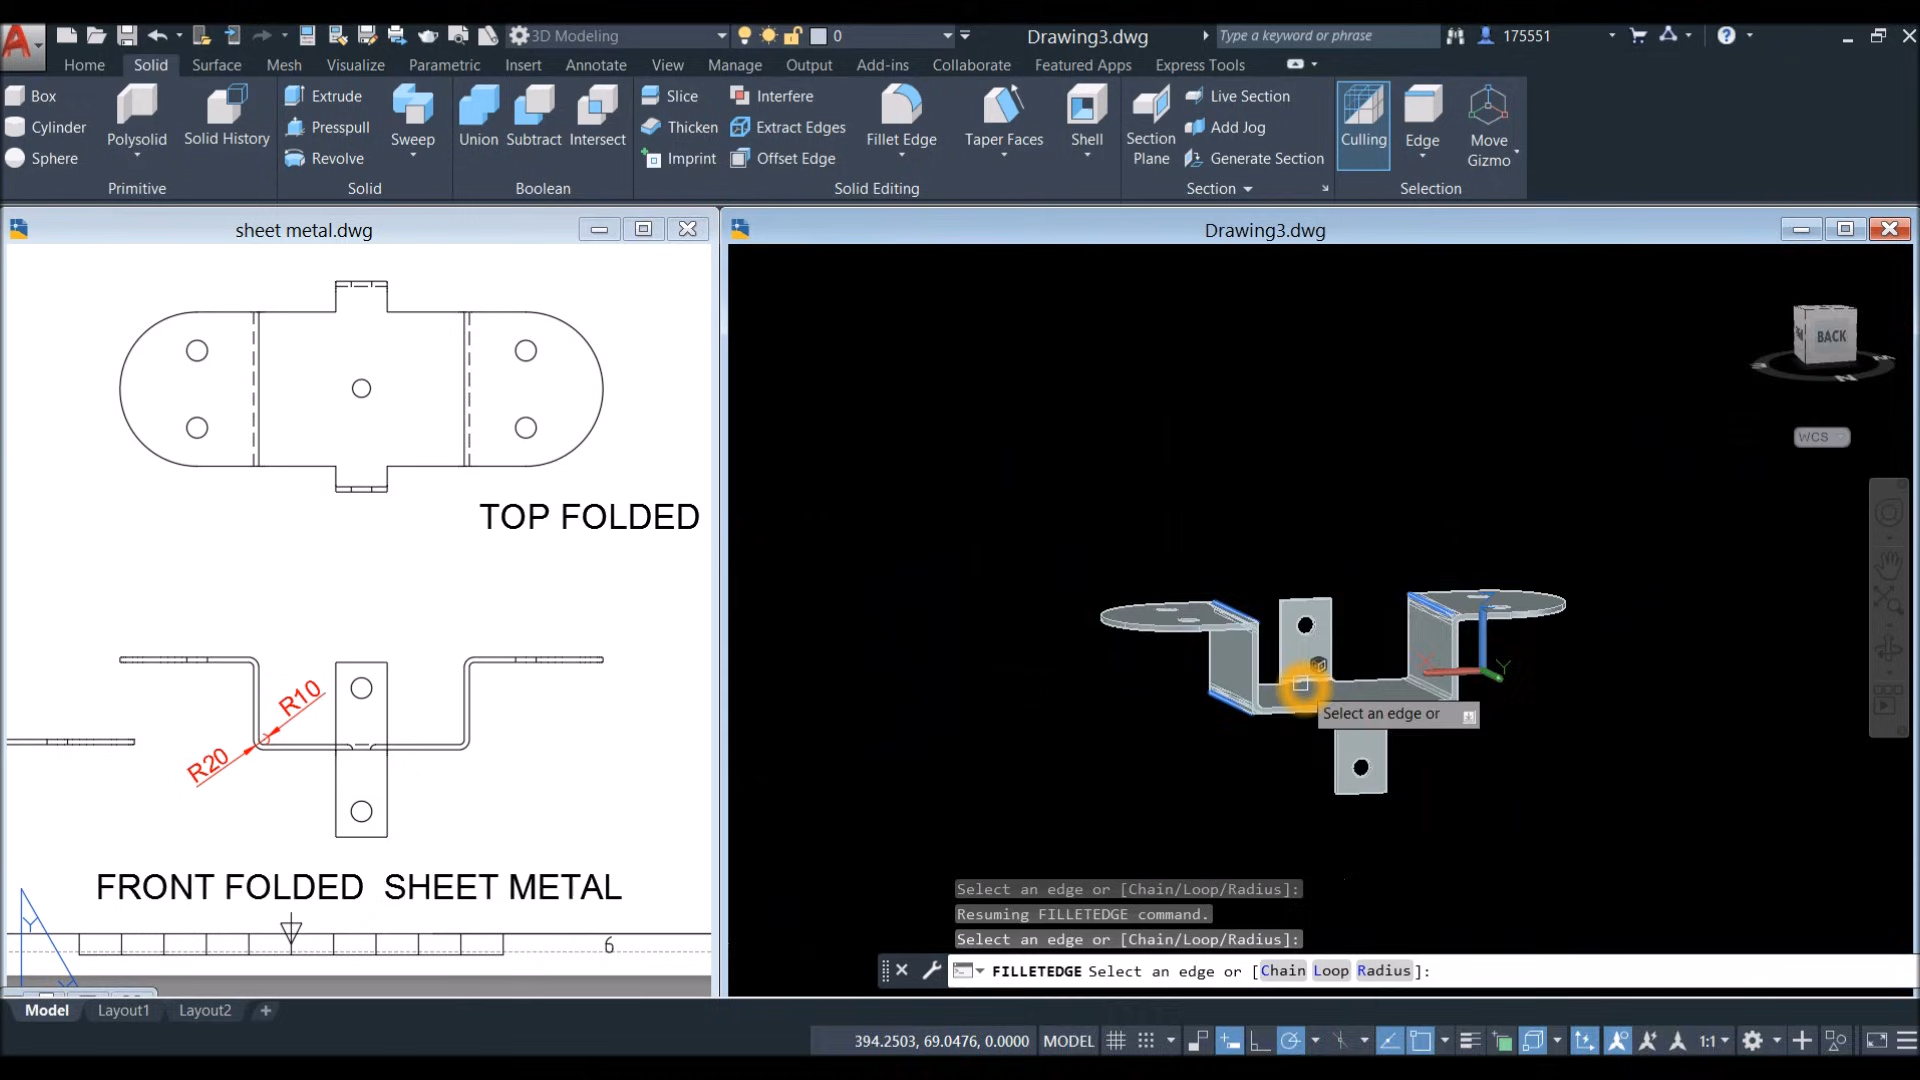 3D Modeling
0
Drawing3.dwg
Type a keyword or phrase
175551
Home Solid Surface Mesh Visualize Parametric Insert Annotate View Manage Output Add-ins Collaborate Featured Apps Express Tools
Box
Cylinder
Sphere
Polysolid
Solid History
Primitive
Extrude
Presspull
Revolve
Sweep
Solid
Union
Subtract
Intersect
Boolean
Slice
Thicken
Imprint
Interfere
Extract Edges
Offset Edge
Fillet Edge
Taper Faces
Shell
Solid Editing
Section
Plane
Live Section
Add Jog
Generate Section
Section
Culling
Edge
Move
Gizmo
Selection
sheet metal.dwg
TOP FOLDED
R10
R20
FRONT FOLDED SHEET METAL
Y
6
Drawing3.dwg
BACK
WCS
X
Y
Select an edge or
Select an edge or [Chain/Loop/Radius]:
Resuming FILLETEDGE command.
Select an edge or [Chain/Loop/Radius]:
FILLETEDGE Select an edge or [Chain Loop Radius]:
Model Layout1 Layout2 +
394.2503, 69.0476, 0.0000 MODEL 1:1